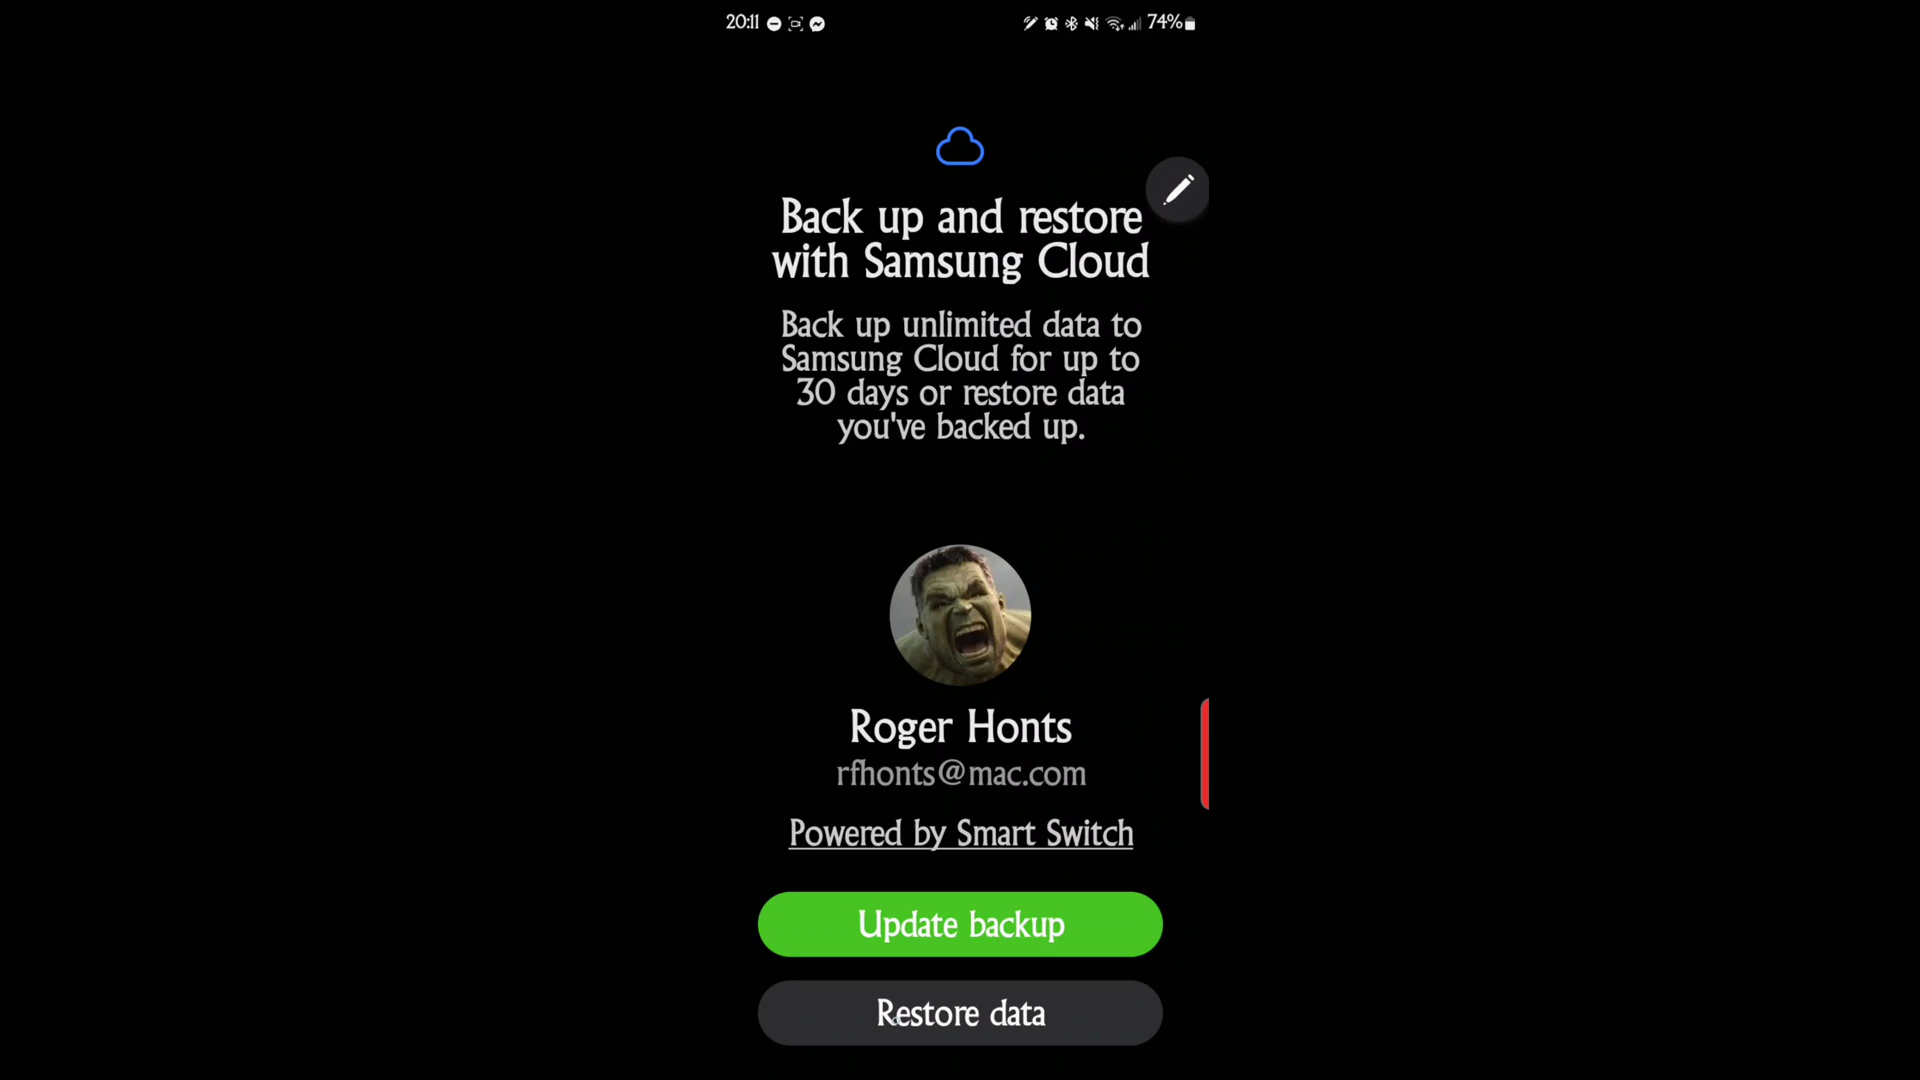 20:11
74%
Back up and restore
with Samsung Cloud
Back up unlimited data to
Samsung Cloud for up to
30 days or restore data
you've backed up.
Roger Honts
rfhonts@mac.com
Powered by Smart Switch
Update backup
Restore data